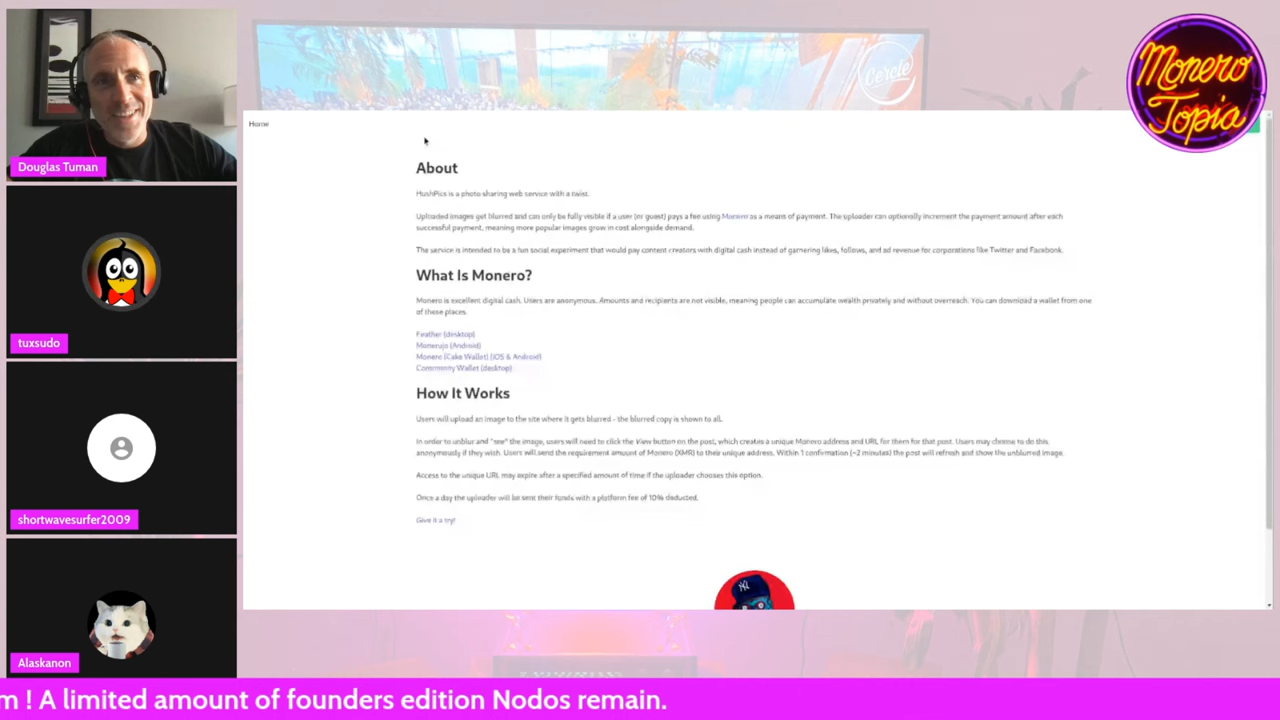 Cercle
Monero
Topia
Douglas Tuman
tuxsudo
shortwavesurfer2009
Alaskanon
Home
About
HushPics is a photo sharing web service with a twist.
Uploaded images get blurred and can only be fully visible if a user (or guest) pays a fee using Monero as a means of payment. The uploader can optionally increment the payment amount after each
successful payment, meaning more popular images grow in cost alongside demand.
The service is intended to be a fun social experiment that would pay content creators with digital cash instead of garnering likes, follows, and ad revenue for corporations like Twitter and Facebook.
What Is Monero?
Monero is excellent digital cash. Users are anonymous. Amounts and recipients are not visible, meaning people can accumulate wealth privately and without overreach. You can download a wallet from one
of these places.
Feather (desktop)
Monerujo (Android)
Monero (Cake Wallet) (iOS & Android)
Community Wallet (desktop)
How It Works
Users will upload an image to the site where it gets blurred - the blurred copy is shown to all.
In order to unblur and "see" the image, users will need to click the View button on the post, which creates a unique Monero address and URL for them for that post. Users may choose to do this
anonymously if they wish. Users will send the requirement amount of Monero (XMR) to their unique address. Within 1 confirmation (~2 minutes) the post will refresh and show the unblurred image.
Access to the unique URL may expire after a specified amount of time if the uploader chooses this option.
Once a day the uploader will be sent their funds with a platform fee of 10% deducted.
Give it a try!
NY
m ! A limited amount of founders edition Nodos remain.